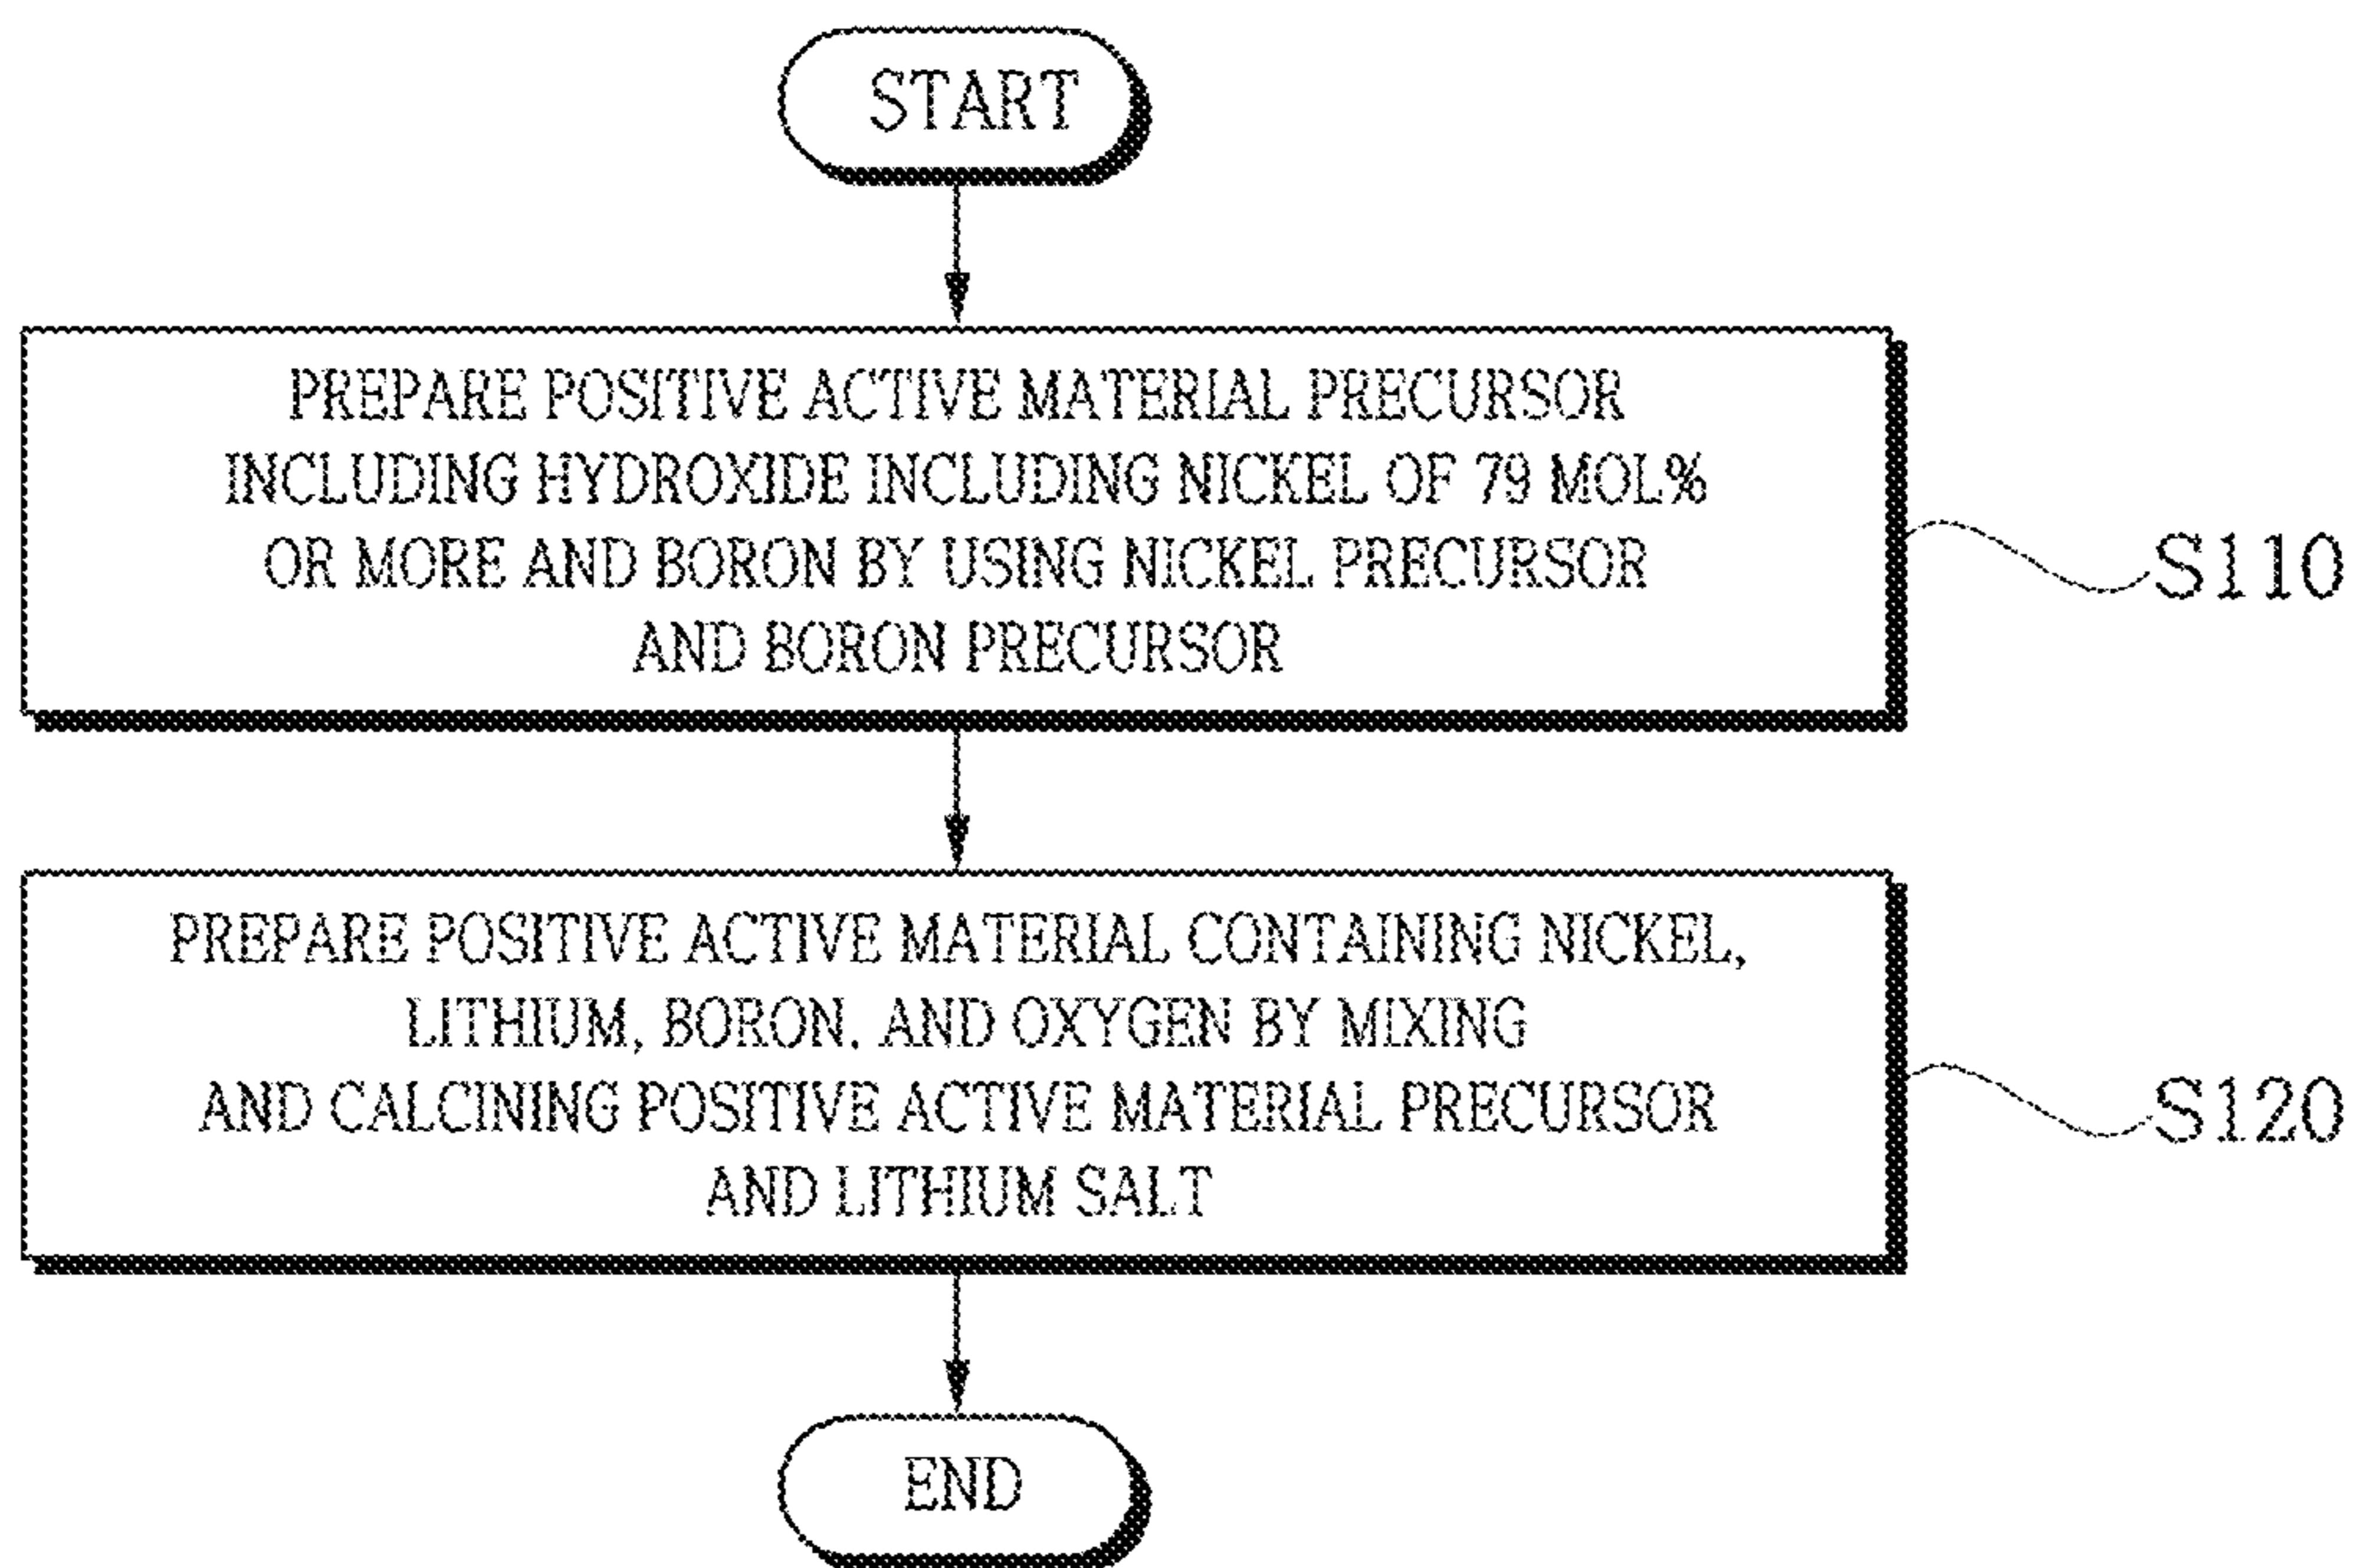 START
PREPARE POSITIVE ACTIVE MATERIAL PRECURSOR
INCLUDING HYDROXIDE INCLUDING NICKEL OF 79 MOL%
OR MORE AND BORON BY USING NICKEL PRECURSOR
AND BORON PRECURSOR
S110
PREPARE POSITIVE ACTIVE MATERIAL CONTAINING NICKEL,
LITHIUM, BORON, AND OXYGEN BY MIXING
AND CALCINING POSITIVE ACTIVE MATERIAL PRECURSOR
AND LITHIUM SALT
S120
END